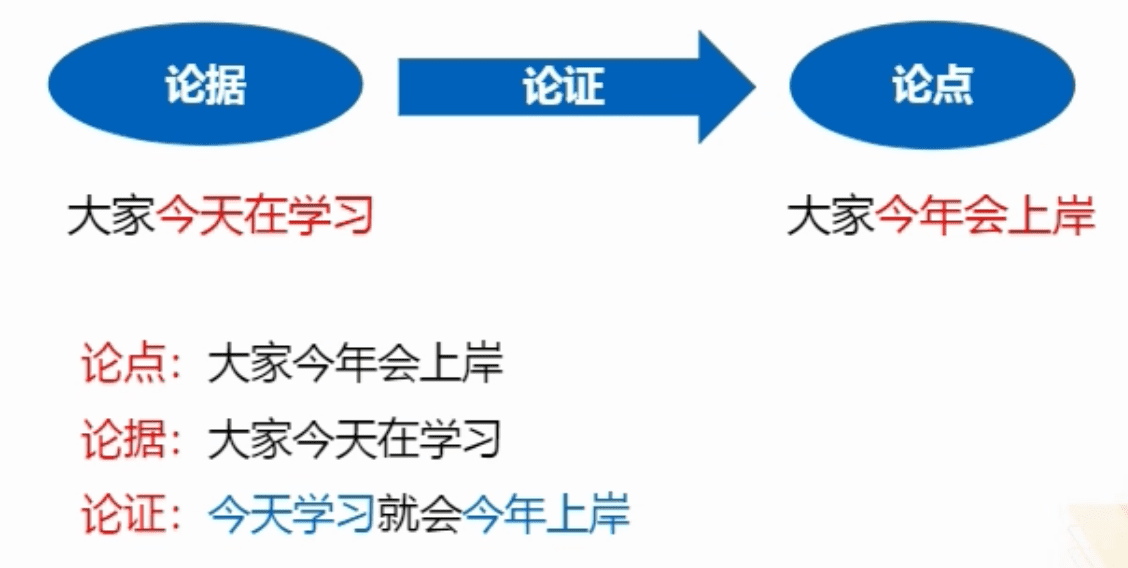 论据 论证 论点
大家今天在学习 大家今年会上岸
论点：大家今年会上岸
论据：大家今天在学习
论证：今天学习就会今年上岸